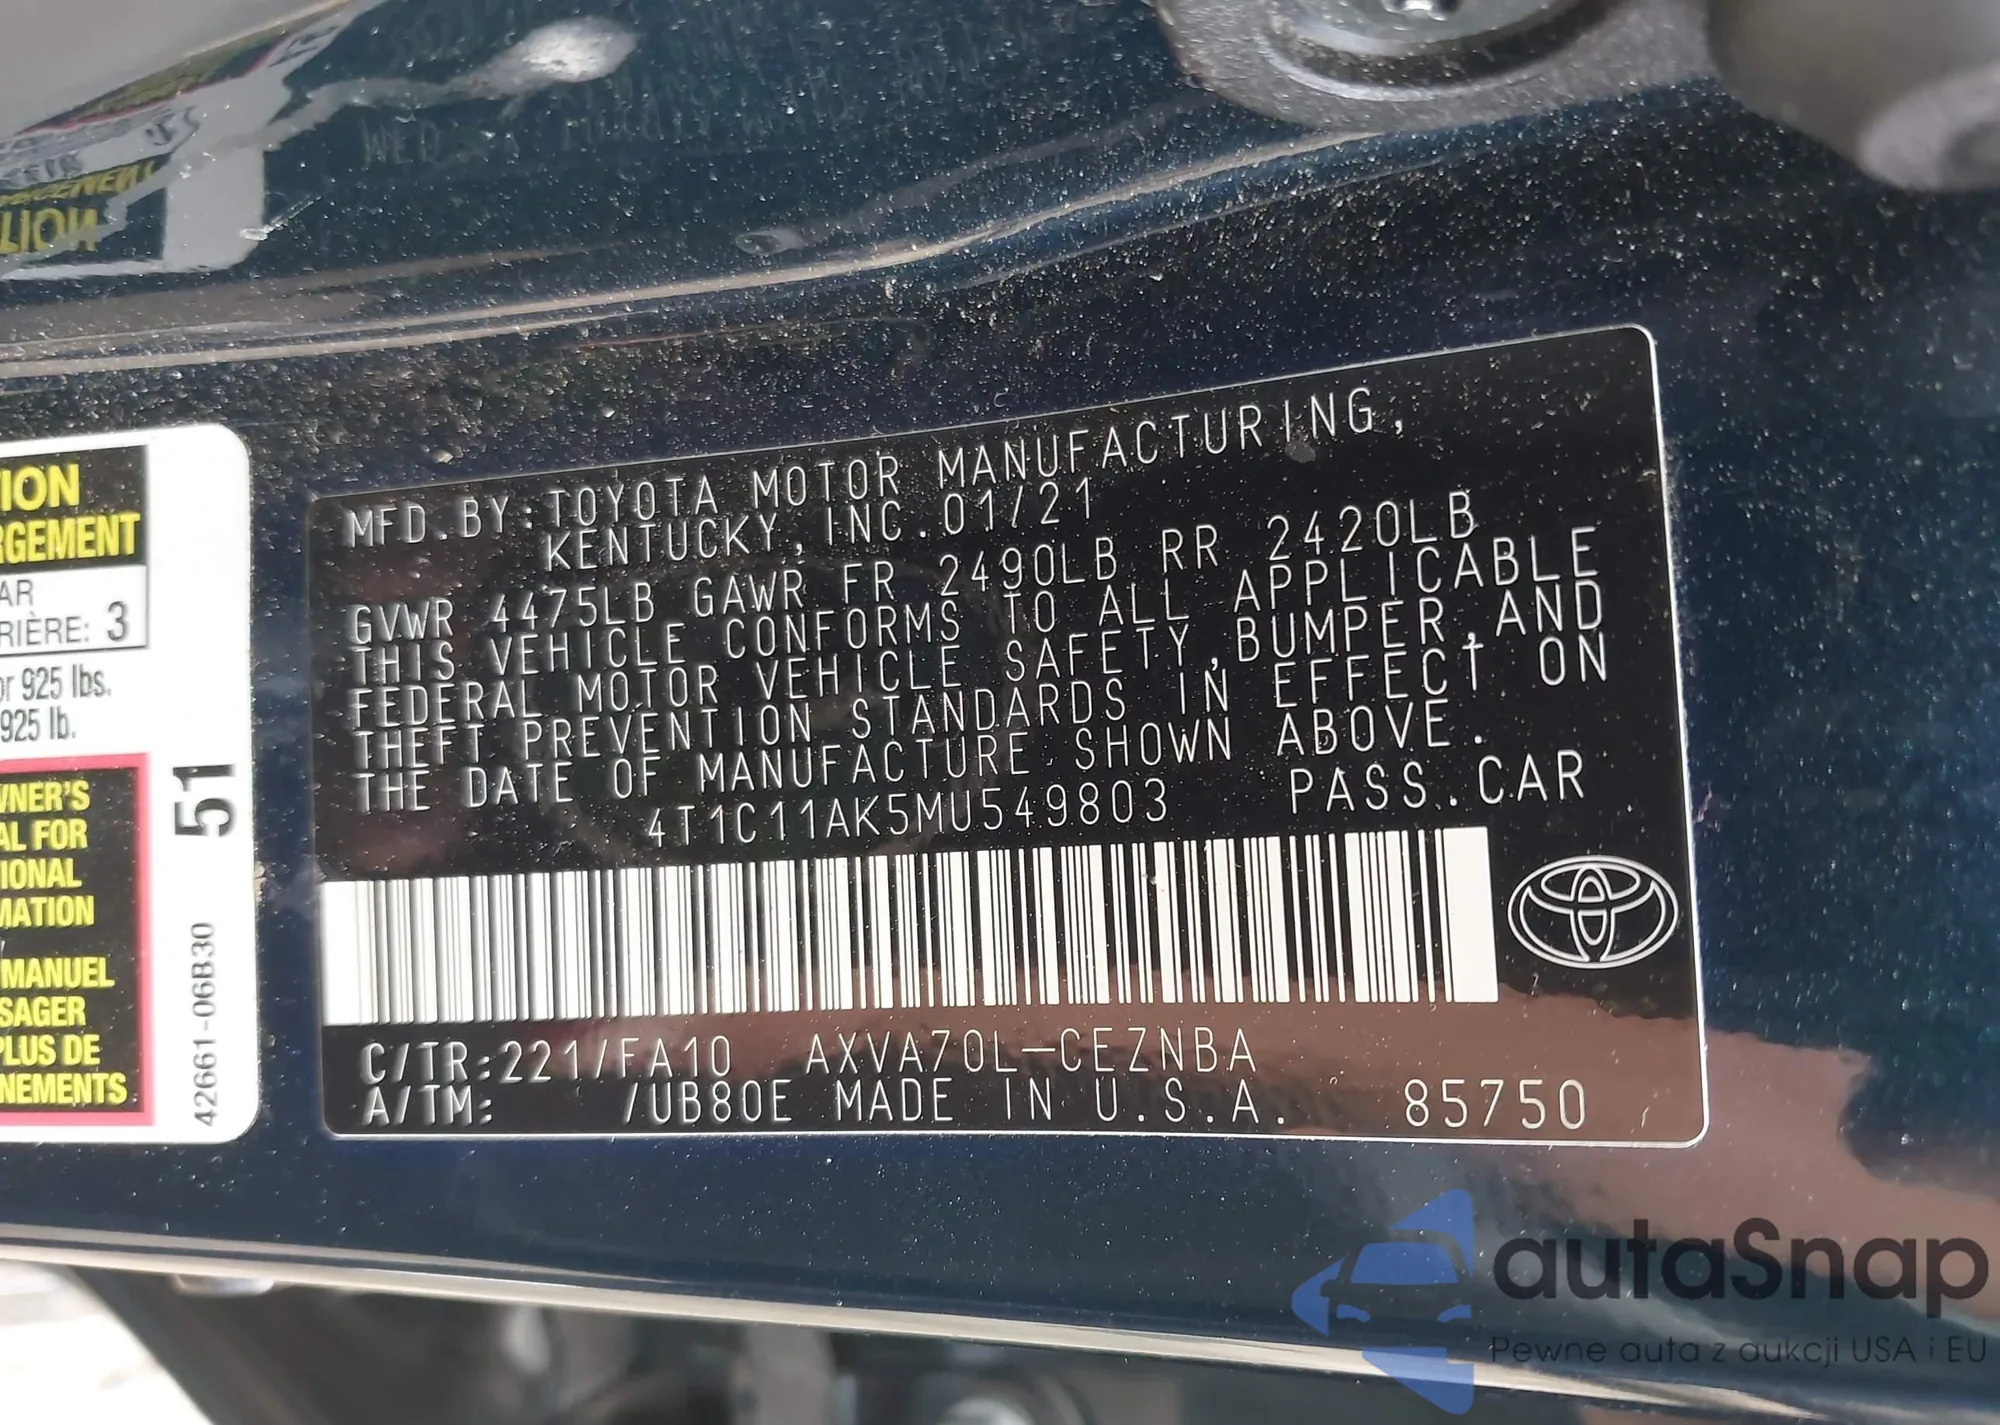 MFD.BY:TOYOTA MOTOR MANUFACTURING,
KENTUCKY, INC.01/21
GVWR 4475LB GAWR FR 2490LB RR 2420LB
THIS VEHICLE CONFORMS TO ALL APPLICABLE
FEDERAL MOTOR VEHICLE SAFETY,BUMPER,AND
THEFT PREVENTION STANDARDS IN EFFECT ON
THE DATE OF MANUFACTURE SHOWN ABOVE.
4T1C11AK5MU549803 PASS.CAR
C/TR:221/FA10 AXVA70L-CEZNBA
A/TM: /UB80E MADE IN U.S.A. 85750
ION
RGEMENT
AR
RIÈRE: 3
or 925 lbs.
925 lb.
WNER'S
AL FOR
IONAL
MATION
MANUEL
SAGER
PLUS DE
NEMENTS
51
42661-06B30
autaSnap
Pewne auta z aukcji USA i EU